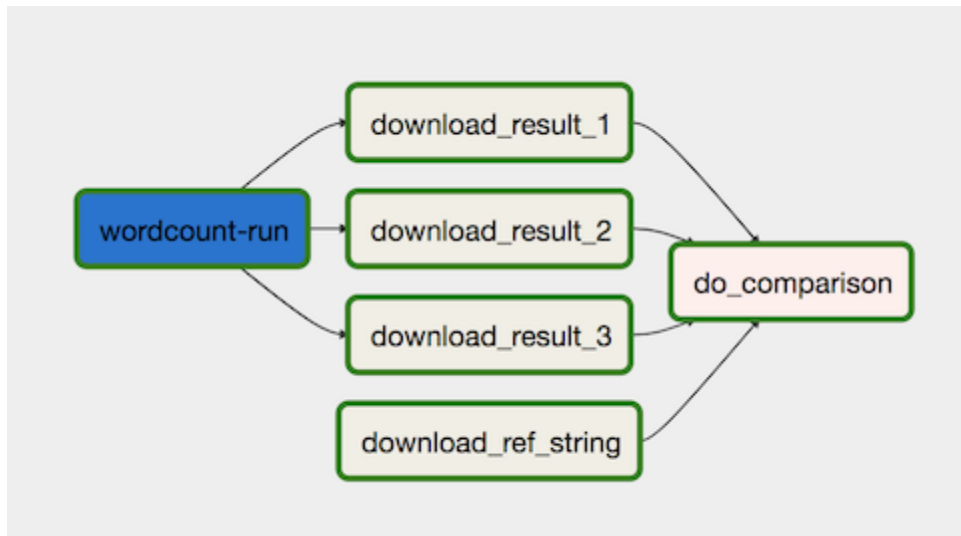 download_result_1
wordcount-run
download_result_2
do_comparison
download_result_3
download_ref_string